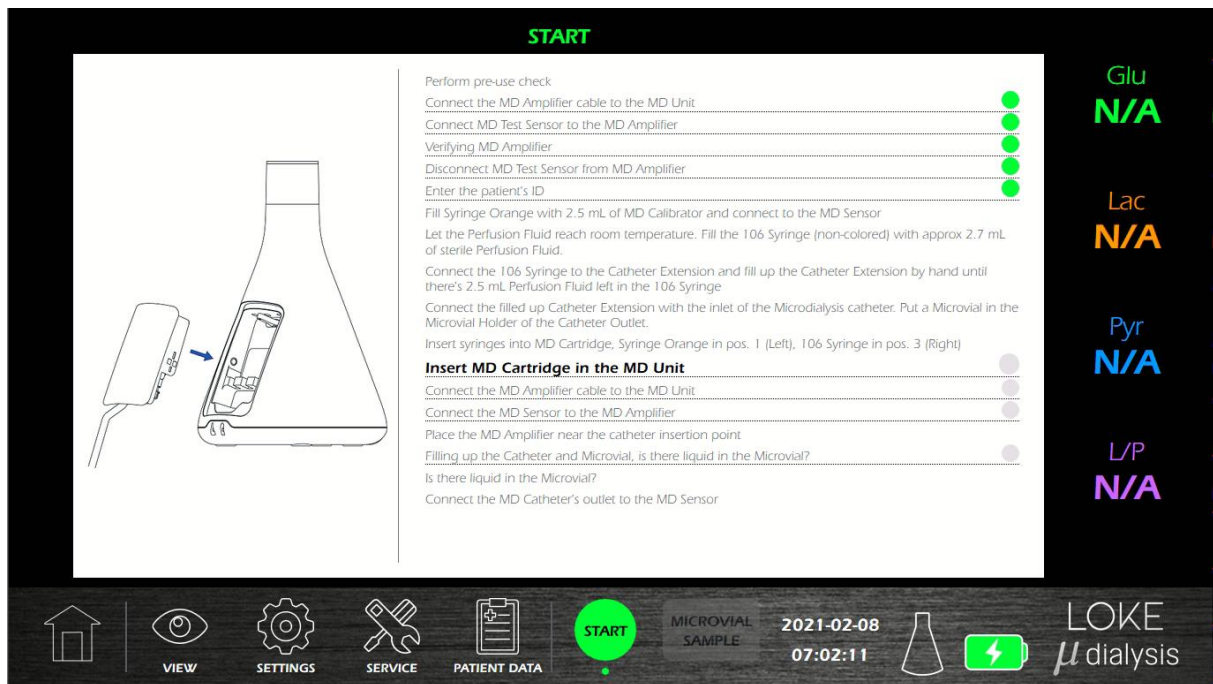 START
Perform pre-use check
Connect the MD Amplifier cable to the MD Unit
Connect MD Test Sensor to the MD Amplifier
Verifying MD Amplifier
Disconnect MD Test Sensor from MD Amplifier
Enter the patient's ID
Fill Syringe Orange with 2.5 mL of MD Calibrator and connect to the MD Sensor
Let the Perfusion Fluid reach room temperature. Fill the 106 Syringe (non-colored) with approx 2.7 mL
of sterile Perfusion Fluid.
Connect the 106 Syringe to the Catheter Extension and fill up the Catheter Extension by hand until
there's 2.5 mL Perfusion Fluid left in the 106 Syringe
Connect the filled up Catheter Extension with the inlet of the Microdialysis catheter. Put a Microvial in the
Microvial Holder of the Catheter Outlet.
Insert syringes into MD Cartridge, Syringe Orange in pos. 1 (Left), 106 Syringe in pos. 3 (Right)
Insert MD Cartridge in the MD Unit
Connect the MD Amplifier cable to the MD Unit
Connect the MD Sensor to the MD Amplifier
Place the MD Amplifier near the catheter insertion point
Filling up the Catheter and Microvial, is there liquid in the Microvial?
Is there liquid in the Microvial?
Connect the MD Catheter's outlet to the MD Sensor
Glu
N/A
Lac
N/A
Pyr
N/A
L/P
N/A
VIEW
SETTINGS
SERVICE
PATIENT DATA
START
MICROVIAL
SAMPLE
2021-02-08
07:02:11
LOKE
μ dialysis